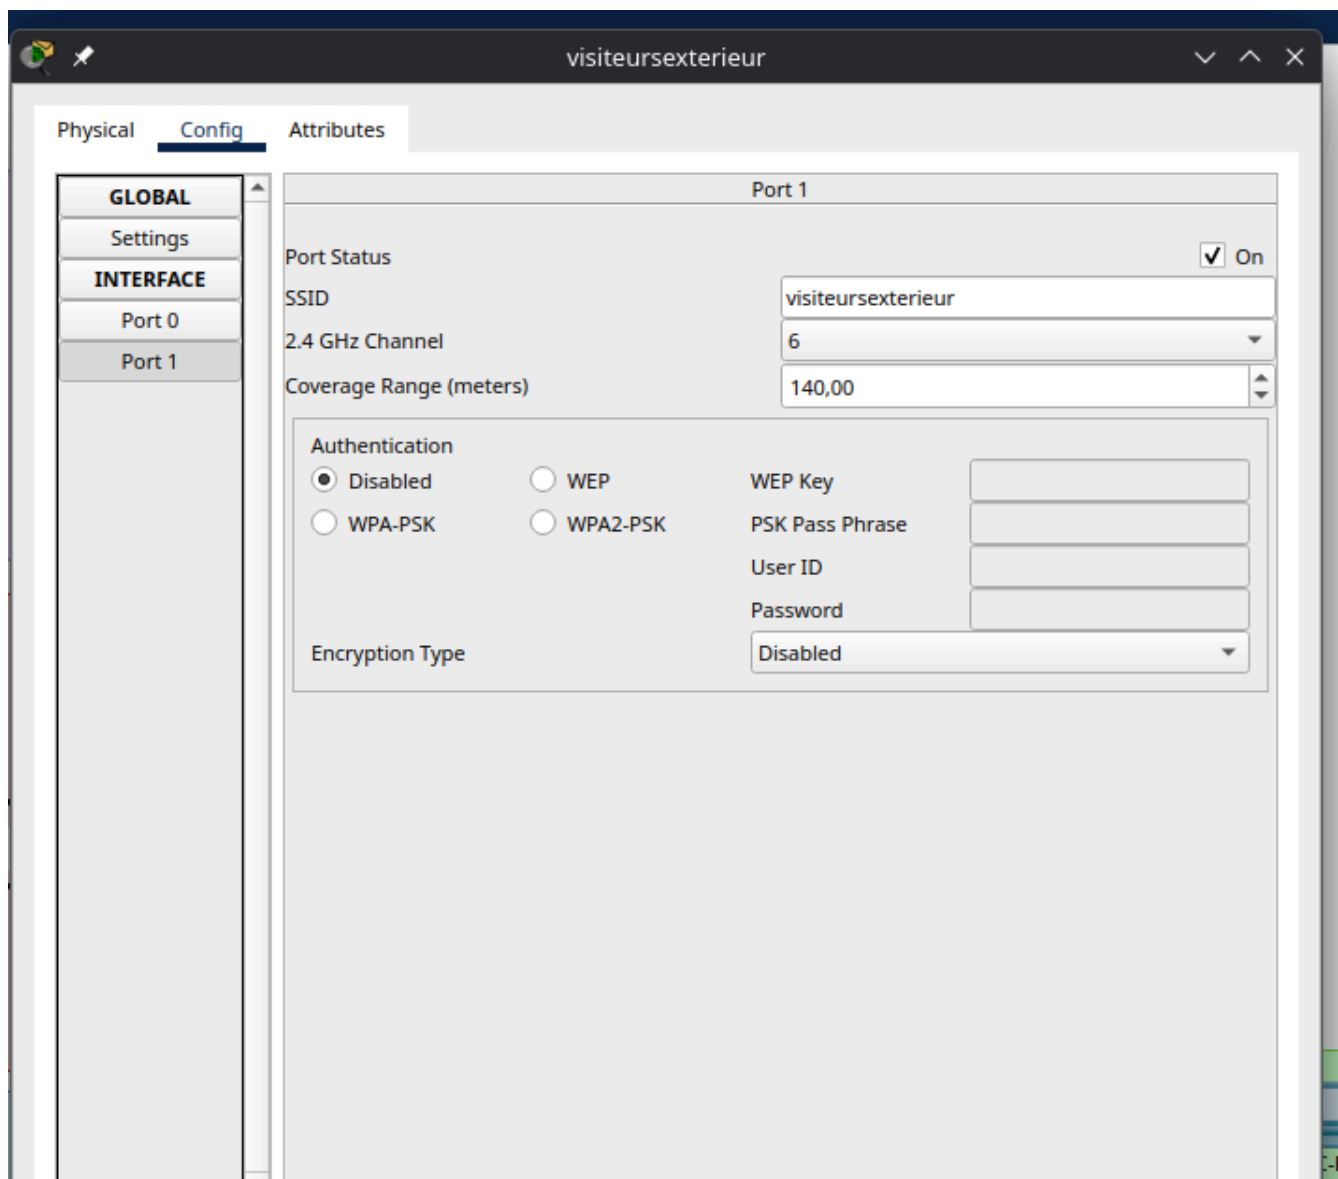 visiteursexterieur
Physical Config Attributes
GLOBAL
Settings
INTERFACE
Port 0
Port 1
Port 1
Port Status On
SSID visiteursexterieur
2.4 GHz Channel 6
Coverage Range (meters) 140,00
Authentication
Disabled WEP WEP Key
WPA-PSK WPA2-PSK PSK Pass Phrase
User ID
Password
Encryption Type Disabled